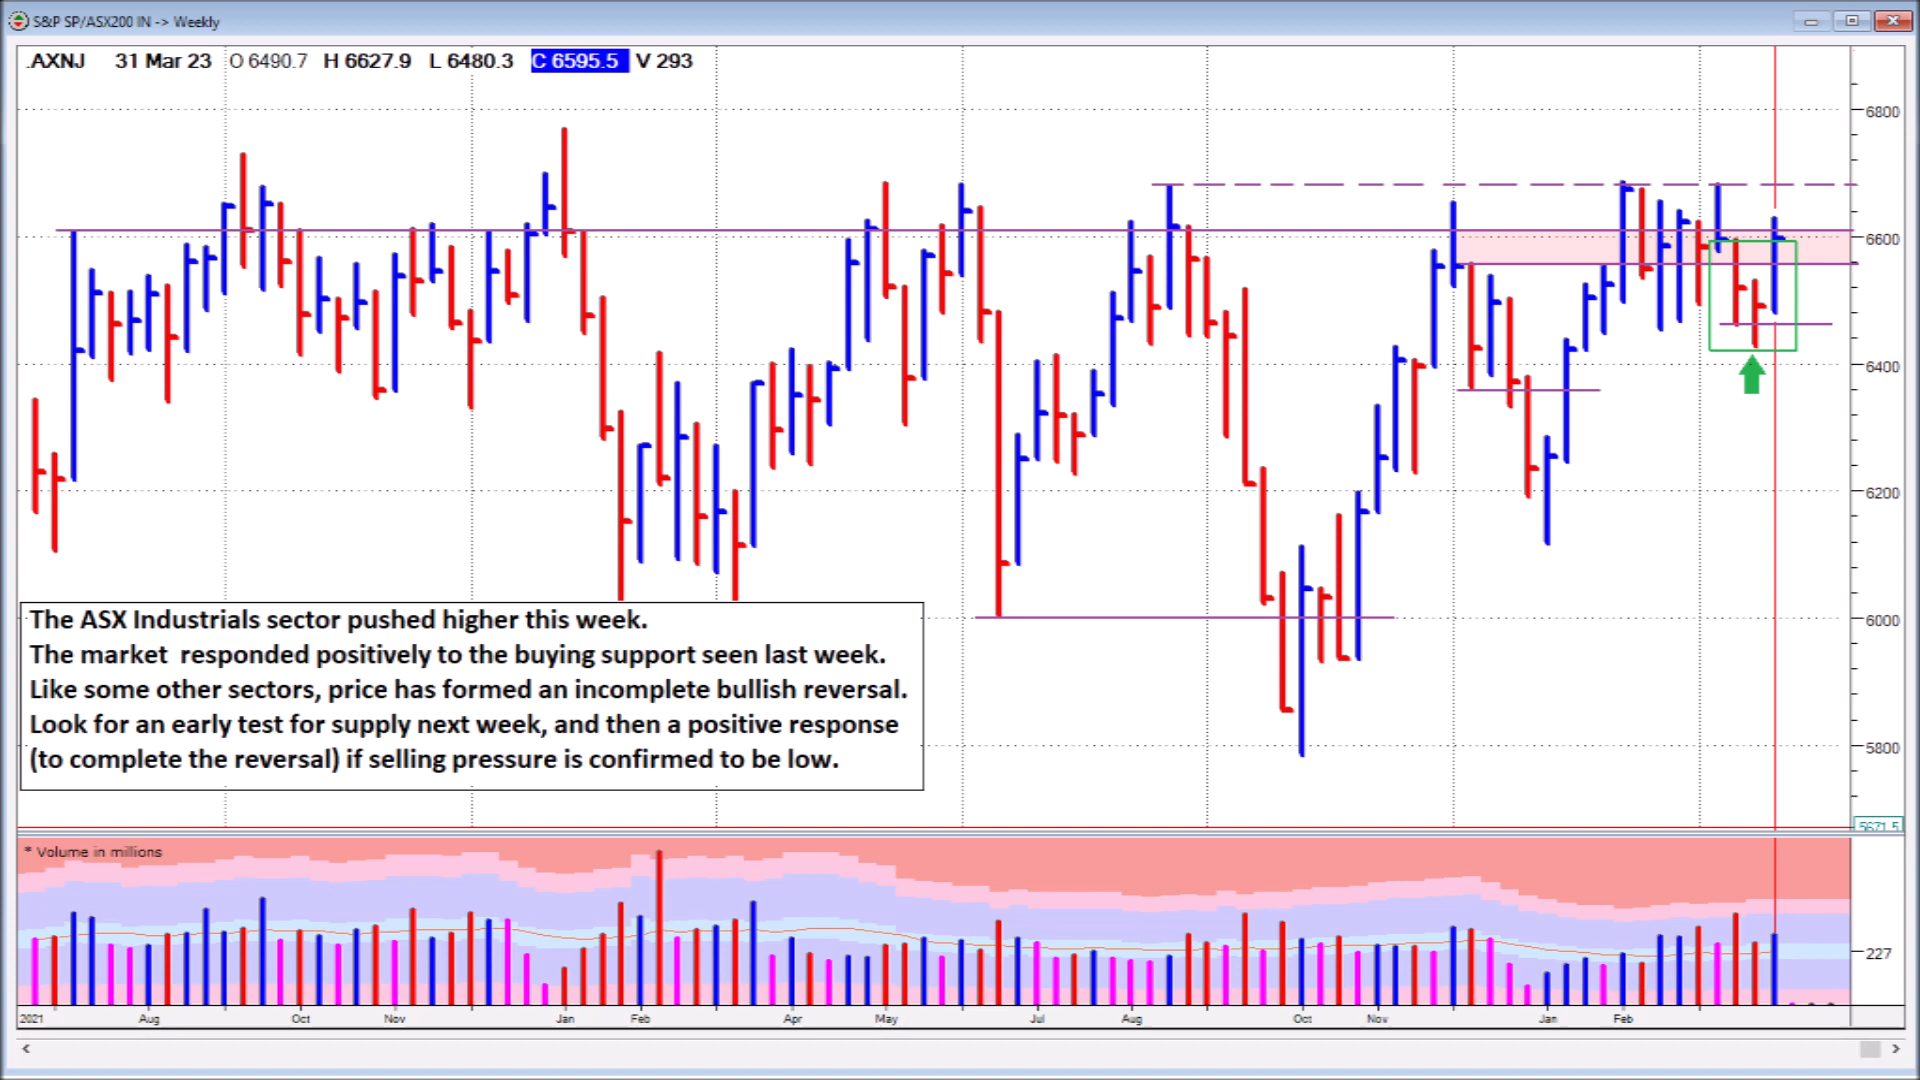 S&P SP/ASX200 IN -> Weekly
.AXNJ 31 Mar 23 O 6490.7 H 6627.9 L 6480.3 C 6595.5 V 293
6800
6600
6400
6200
6000
5800
5671.5
The ASX Industrials sector pushed higher this week.
The market responded positively to the buying support seen last week.
Like some other sectors, price has formed an incomplete bullish reversal.
Look for an early test for supply next week, and then a positive response
(to complete the reversal) if selling pressure is confirmed to be low.
* Volume in millions
227
2021 Aug Oct Nov Jan Feb Apr May Jul Aug Oct Nov Jan Feb